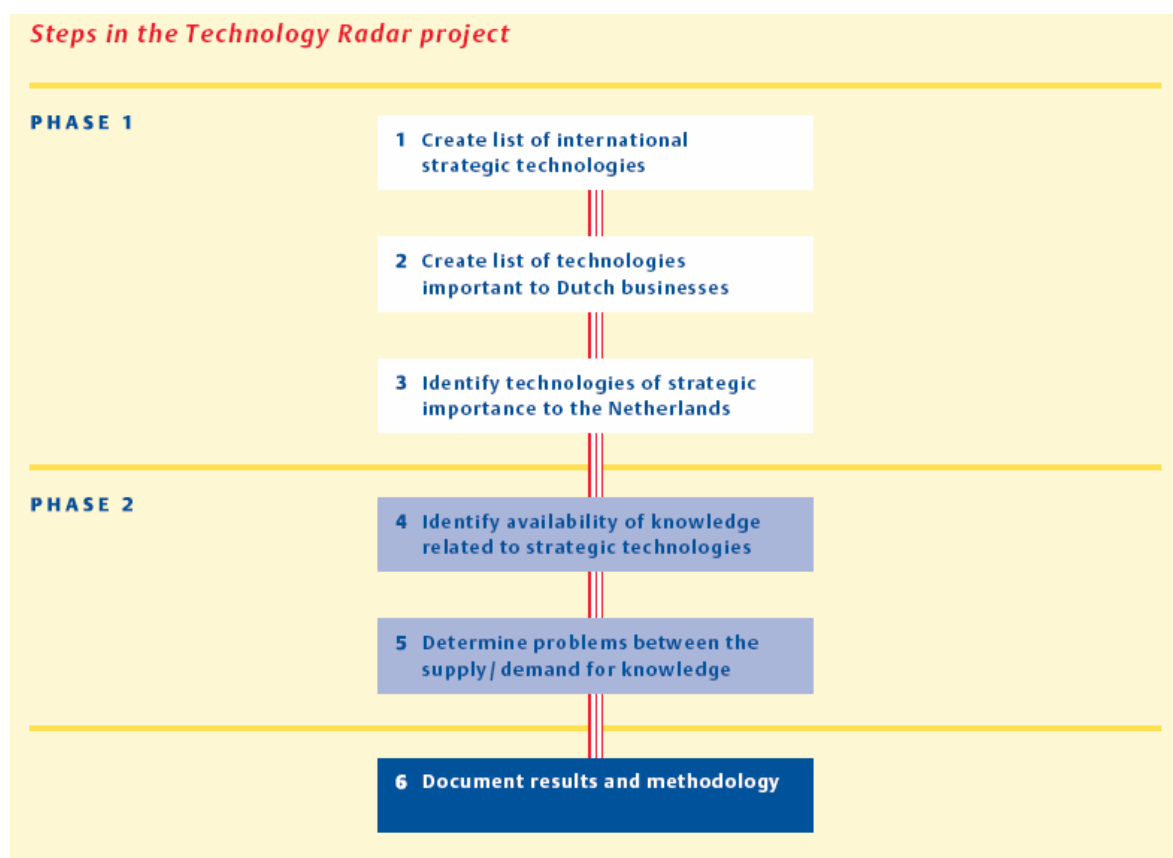 Steps in the Technology Radar project
PHASE 1
1 Create list of international
strategic technologies
2 Create list of technologies
important to Dutch businesses
3 Identify technologies of strategic
importance to the Netherlands
PHASE 2
4 Identify availability of knowledge
related to strategic technologies
5 Determine problems between the
supply/demand for knowledge
6 Document results and methodology